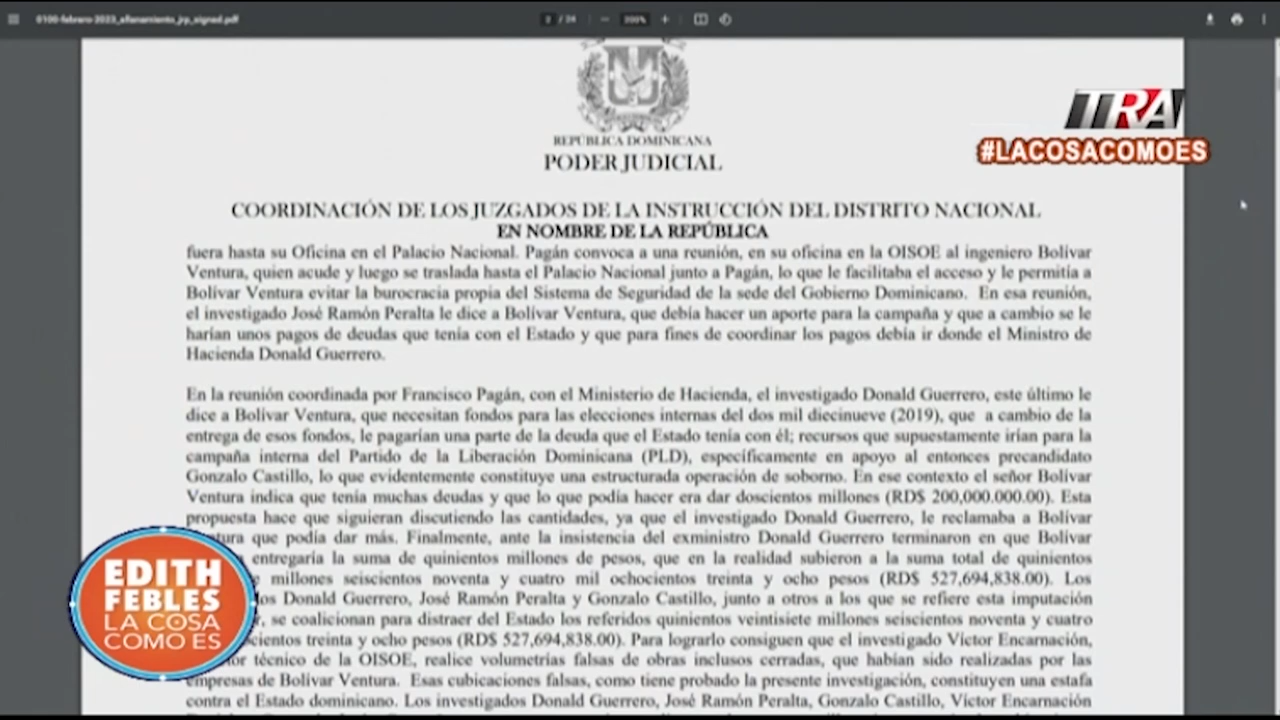 0100-febrero-2023_allanamiento_jrp_signed.pdf
2 / 24
200%
TRA
#LACOSACOMOES
REPÚBLICA DOMINICANA
PODER JUDICIAL
COORDINACIÓN DE LOS JUZGADOS DE LA INSTRUCCIÓN DEL DISTRITO NACIONAL
EN NOMBRE DE LA REPÚBLICA
fuera hasta su Oficina en el Palacio Nacional. Pagán convoca a una reunión, en su oficina en la OISOE al ingeniero Bolívar
Ventura, quien acude y luego se traslada hasta el Palacio Nacional junto a Pagán, lo que le facilitaba el acceso y le permitía a
Bolívar Ventura evitar la burocracia propia del Sistema de Seguridad de la sede del Gobierno Dominicano. En esa reunión,
el investigado José Ramón Peralta le dice a Bolívar Ventura, que debía hacer un aporte para la campaña y que a cambio se le
harían unos pagos de deudas que tenía con el Estado y que para fines de coordinar los pagos debía ir donde el Ministro de
Hacienda Donald Guerrero.
En la reunión coordinada por Francisco Pagán, con el Ministerio de Hacienda, el investigado Donald Guerrero, este último le
dice a Bolívar Ventura, que necesitan fondos para las elecciones internas del dos mil diecinueve (2019), que a cambio de la
entrega de esos fondos, le pagarían una parte de la deuda que el Estado tenía con él; recursos que supuestamente irían para la
campaña interna del Partido de la Liberación Dominicana (PLD), específicamente en apoyo al entonces precandidato
Gonzalo Castillo, lo que evidentemente constituye una estructurada operación de soborno. En ese contexto el señor Bolívar
Ventura indica que tenía muchas deudas y que lo que podía hacer era dar doscientos millones (RD$ 200,000.000.00). Esta
propuesta hace que siguieran discutiendo las cantidades, ya que el investigado Donald Guerrero, le reclamaba a Bolívar
tura que podía dar más. Finalmente, ante la insistencia del exministro Donald Guerrero terminaron en que Bolívar
entregaría la suma de quinientos millones de pesos, que en la realidad subieron a la suma total de quinientos
millones seiscientos noventa y cuatro mil ochocientos treinta y ocho pesos (RD$ 527,694,838.00). Los
os Donald Guerrero, José Ramón Peralta y Gonzalo Castillo, junto a otros a los que se refiere esta imputación
r, se coalicionan para distraer del Estado los referidos quinientos veintisiete millones seiscientos noventa y cuatro
cientos treinta y ocho pesos (RD$ 527,694,838.00). Para lograrlo consiguen que el investigado Víctor Encarnación,
or técnico de la OISOE, realice volumetrías falsas de obras inclusos cerradas, que habían sido realizadas por las
empresas de Bolívar Ventura. Esas cubicaciones falsas, como tiene probado la presente investigación, constituyen una estafa
contra el Estado dominicano. Los investigados Donald Guerrero, José Ramón Peralta, Gonzalo Castillo, Víctor Encarnación
EDITH
FEBLES
LA COSA
COMO ES